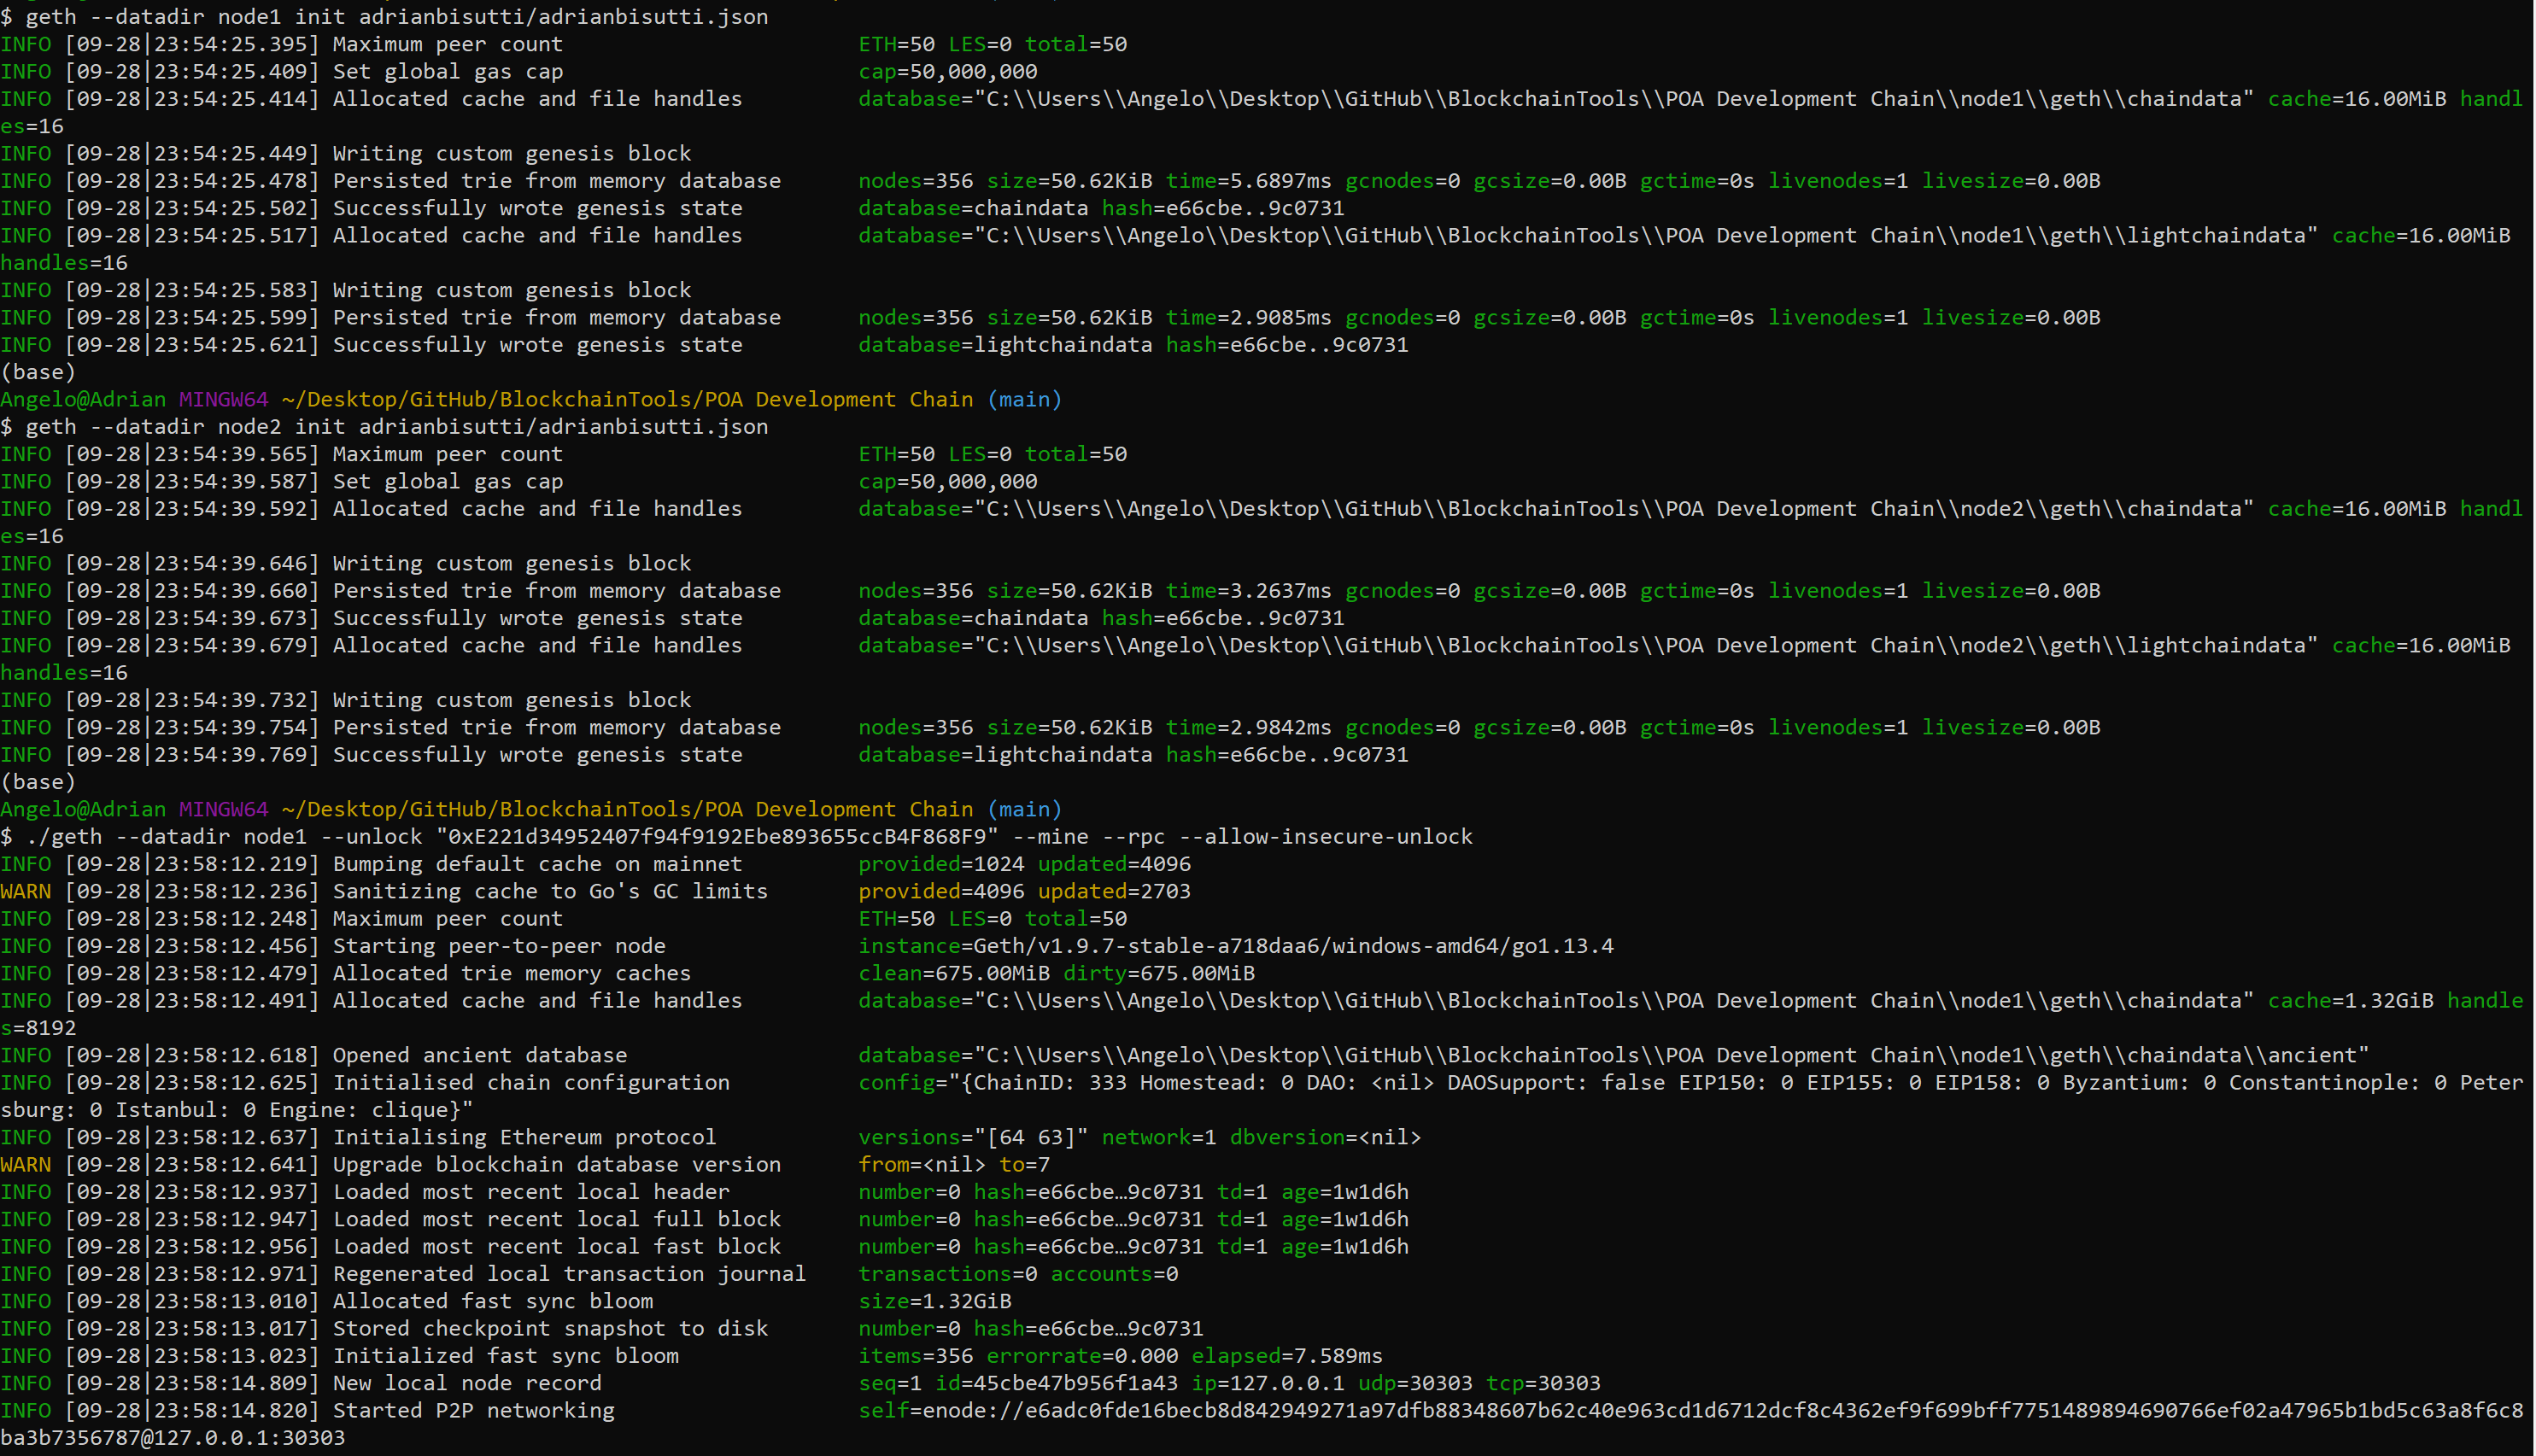 $ geth --datadir node1 init adrianbisutti/adrianbisutti.json
INFO [09-28|23:54:25.395] Maximum peer count ETH=50 LES=0 total=50
INFO [09-28|23:54:25.409] Set global gas cap cap=50,000,000
INFO [09-28|23:54:25.414] Allocated cache and file handles database="C:\\Users\\Angelo\\Desktop\\GitHub\\BlockchainTools\\POA Development Chain\\node1\\geth\\chaindata" cache=16.00MiB handl
es=16
INFO [09-28|23:54:25.449] Writing custom genesis block
INFO [09-28|23:54:25.478] Persisted trie from memory database nodes=356 size=50.62KiB time=5.6897ms gcnodes=0 gcsize=0.00B gctime=0s livenodes=1 livesize=0.00B
INFO [09-28|23:54:25.502] Successfully wrote genesis state database=chaindata hash=e66cbe..9c0731
INFO [09-28|23:54:25.517] Allocated cache and file handles database="C:\\Users\\Angelo\\Desktop\\GitHub\\BlockchainTools\\POA Development Chain\\node1\\geth\\lightchaindata" cache=16.00MiB
handles=16
INFO [09-28|23:54:25.583] Writing custom genesis block
INFO [09-28|23:54:25.599] Persisted trie from memory database nodes=356 size=50.62KiB time=2.9085ms gcnodes=0 gcsize=0.00B gctime=0s livenodes=1 livesize=0.00B
INFO [09-28|23:54:25.621] Successfully wrote genesis state database=lightchaindata hash=e66cbe..9c0731
(base)
Angelo@Adrian MINGW64 ~/Desktop/GitHub/BlockchainTools/POA Development Chain (main)
$ geth --datadir node2 init adrianbisutti/adrianbisutti.json
INFO [09-28|23:54:39.565] Maximum peer count ETH=50 LES=0 total=50
INFO [09-28|23:54:39.587] Set global gas cap cap=50,000,000
INFO [09-28|23:54:39.592] Allocated cache and file handles database="C:\\Users\\Angelo\\Desktop\\GitHub\\BlockchainTools\\POA Development Chain\\node2\\geth\\chaindata" cache=16.00MiB handl
es=16
INFO [09-28|23:54:39.646] Writing custom genesis block
INFO [09-28|23:54:39.660] Persisted trie from memory database nodes=356 size=50.62KiB time=3.2637ms gcnodes=0 gcsize=0.00B gctime=0s livenodes=1 livesize=0.00B
INFO [09-28|23:54:39.673] Successfully wrote genesis state database=chaindata hash=e66cbe..9c0731
INFO [09-28|23:54:39.679] Allocated cache and file handles database="C:\\Users\\Angelo\\Desktop\\GitHub\\BlockchainTools\\POA Development Chain\\node2\\geth\\lightchaindata" cache=16.00MiB
handles=16
INFO [09-28|23:54:39.732] Writing custom genesis block
INFO [09-28|23:54:39.754] Persisted trie from memory database nodes=356 size=50.62KiB time=2.9842ms gcnodes=0 gcsize=0.00B gctime=0s livenodes=1 livesize=0.00B
INFO [09-28|23:54:39.769] Successfully wrote genesis state database=lightchaindata hash=e66cbe..9c0731
(base)
Angelo@Adrian MINGW64 ~/Desktop/GitHub/BlockchainTools/POA Development Chain (main)
$ ./geth --datadir node1 --unlock "0xE221d34952407f94f9192Ebe893655ccB4F868F9" --mine --rpc --allow-insecure-unlock
INFO [09-28|23:58:12.219] Bumping default cache on mainnet provided=1024 updated=4096
WARN [09-28|23:58:12.236] Sanitizing cache to Go's GC limits provided=4096 updated=2703
INFO [09-28|23:58:12.248] Maximum peer count ETH=50 LES=0 total=50
INFO [09-28|23:58:12.456] Starting peer-to-peer node instance=Geth/v1.9.7-stable-a718daa6/windows-amd64/go1.13.4
INFO [09-28|23:58:12.479] Allocated trie memory caches clean=675.00MiB dirty=675.00MiB
INFO [09-28|23:58:12.491] Allocated cache and file handles database="C:\\Users\\Angelo\\Desktop\\GitHub\\BlockchainTools\\POA Development Chain\\node1\\geth\\chaindata" cache=1.32GiB handle
s=8192
INFO [09-28|23:58:12.618] Opened ancient database database="C:\\Users\\Angelo\\Desktop\\GitHub\\BlockchainTools\\POA Development Chain\\node1\\geth\\chaindata\\ancient"
INFO [09-28|23:58:12.625] Initialised chain configuration config="{ChainID: 333 Homestead: 0 DAO: <nil> DAOSupport: false EIP150: 0 EIP155: 0 EIP158: 0 Byzantium: 0 Constantinople: 0 Peter
sburg: 0 Istanbul: 0 Engine: clique}"
INFO [09-28|23:58:12.637] Initialising Ethereum protocol versions="[64 63]" network=1 dbversion=<nil>
WARN [09-28|23:58:12.641] Upgrade blockchain database version from=<nil> to=7
INFO [09-28|23:58:12.937] Loaded most recent local header number=0 hash=e66cbe…9c0731 td=1 age=1w1d6h
INFO [09-28|23:58:12.947] Loaded most recent local full block number=0 hash=e66cbe…9c0731 td=1 age=1w1d6h
INFO [09-28|23:58:12.956] Loaded most recent local fast block number=0 hash=e66cbe…9c0731 td=1 age=1w1d6h
INFO [09-28|23:58:12.971] Regenerated local transaction journal transactions=0 accounts=0
INFO [09-28|23:58:13.010] Allocated fast sync bloom size=1.32GiB
INFO [09-28|23:58:13.017] Stored checkpoint snapshot to disk number=0 hash=e66cbe…9c0731
INFO [09-28|23:58:13.023] Initialized fast sync bloom items=356 errorrate=0.000 elapsed=7.589ms
INFO [09-28|23:58:14.809] New local node record seq=1 id=45cbe47b956f1a43 ip=127.0.0.1 udp=30303 tcp=30303
INFO [09-28|23:58:14.820] Started P2P networking self=enode://e6adc0fde16becb8d842949271a97dfb88348607b62c40e963cd1d6712dcf8c4362ef9f699bff7751489894690766ef02a47965b1bd5c63a8f6c8
ba3b7356787@127.0.0.1:30303